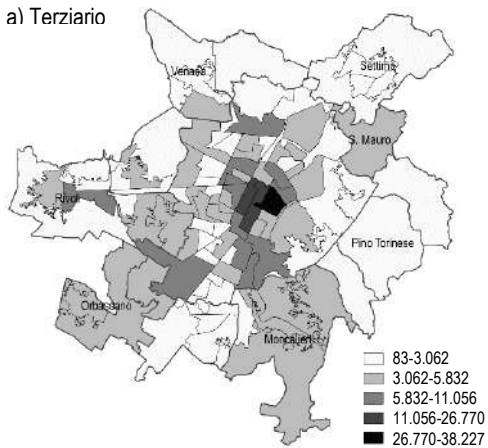 a) Terziario
Venaria
Settimo
S. Mauro
Rivoli
Pino Torinese
Orbassano
Moncalieri
83-3.062
3.062-5.832
5.832-11.056
11.056-26.770
26.770-38.227